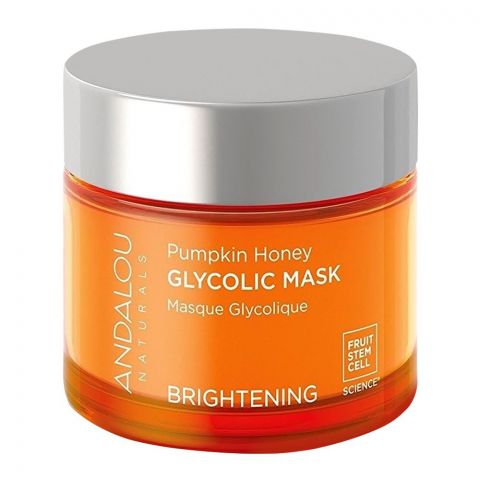 ANDALOU
NATURALS
Pumpkin Honey
GLYCOLIC MASK
Masque Glycolique
BRIGHTENING
FRUIT
STEM
CELL
SCIENCE®